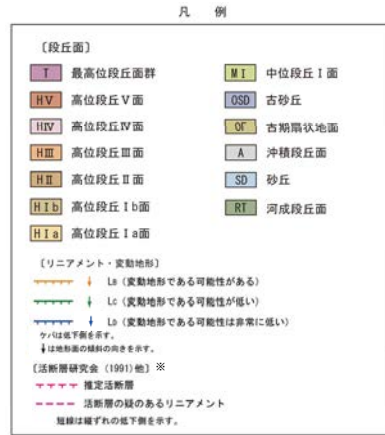 凡 例
〔段丘面〕
T 最高位段丘面群
HⅤ 高位段丘Ⅴ面
HⅣ 高位段丘Ⅳ面
HⅢ 高位段丘Ⅲ面
HⅡ 高位段丘Ⅱ面
HⅠb 高位段丘Ⅰb面
HⅠa 高位段丘Ⅰa面
MⅠ 中位段丘Ⅰ面
OSD 古砂丘
Of 古期扇状地面
A 沖積段丘面
SD 砂丘
RT 河成段丘面
〔リニアメント・変動地形〕
LB (変動地形である可能性がある)
LC (変動地形である可能性が低い)
LD (変動地形である可能性は非常に低い)
ケバは低下側を示す。
↓は地形面の傾斜の向きを示す。
〔活断層研究会(1991)他〕※
推定活断層
活断層の疑のあるリニアメント
短線は縦ずれの低下側を示す。